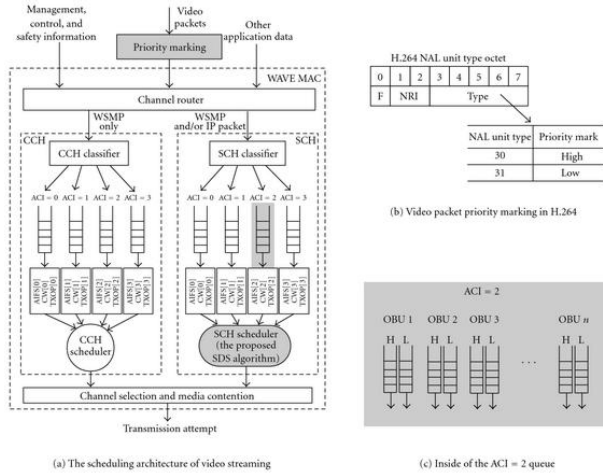 Management,
control, and
safety information
Video
packets
Other
application data
Priority marking
WAVE MAC
Channel router
WSMP
only
WSMP
and/or IP packet
CCH
CCH classifier
SCH classifier
SCH
ACI = 0
ACI = 1
ACI = 2
ACI = 3
ACI = 0
ACI = 1
ACI = 2
ACI = 3
AIFS[0]
CW[0]
TXOP[0]
AIFS[1]
CW[1]
TXOP[1]
AIFS[2]
CW[2]
TXOP[2]
AIFS[3]
CW[3]
TXOP[3]
AIFS[0]
CW[0]
TXOP[0]
AIFS[1]
CW[1]
TXOP[1]
AIFS[2]
CW[2]
TXOP[2]
AIFS[3]
CW[3]
TXOP[3]
CCH
scheduler
SCH scheduler
(the proposed
SDS algorithm)
Channel selection and media contention
Transmission attempt
(a) The scheduling architecture of video streaming
H.264 NAL unit type octet
0 1 2 3 4 5 6 7
F NRI Type
NAL unit type Priority mark
30 High
31 Low
(b) Video packet priority marking in H.264
ACI = 2
OBU 1 OBU 2 OBU 3 OBU n
H L H L H L H L
. . .
(c) Inside of the ACI = 2 queue